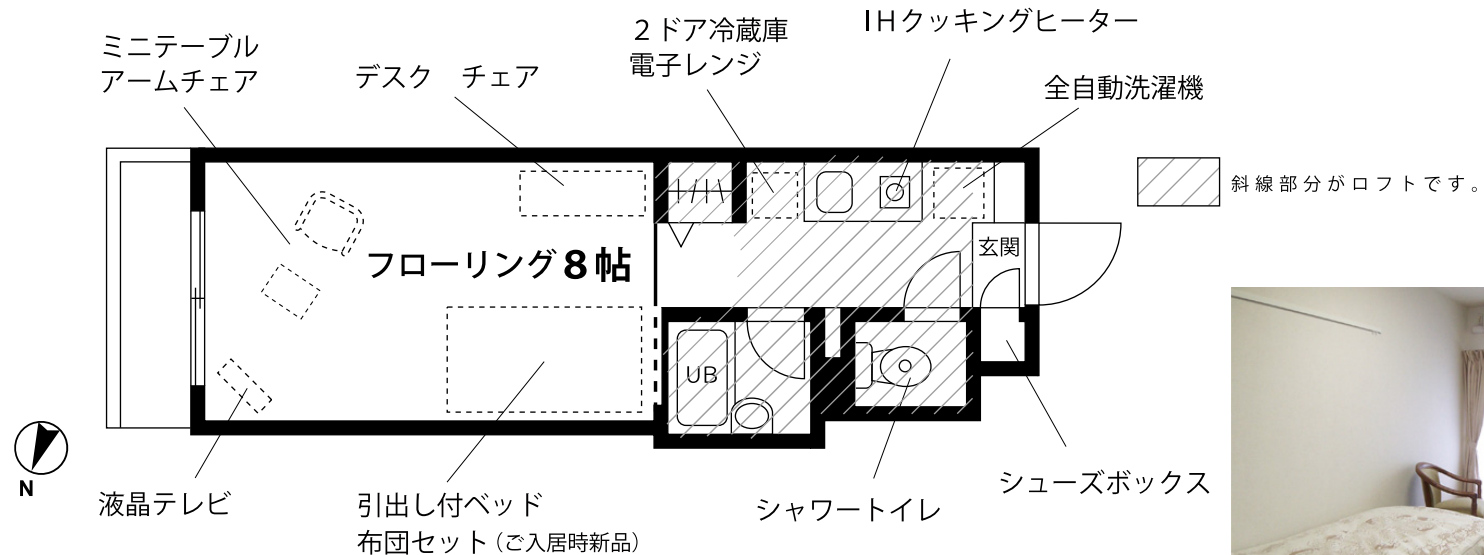 ミニテーブル
アームチェア
デスク　チェア
2ドア冷蔵庫
電子レンジ
IHクッキングヒーター
全自動洗濯機
斜線部分がロフトです。
フローリング8帖
玄関
UB
N
液晶テレビ
引出し付ベッド
布団セット(ご入居時新品)
シャワートイレ
シューズボックス